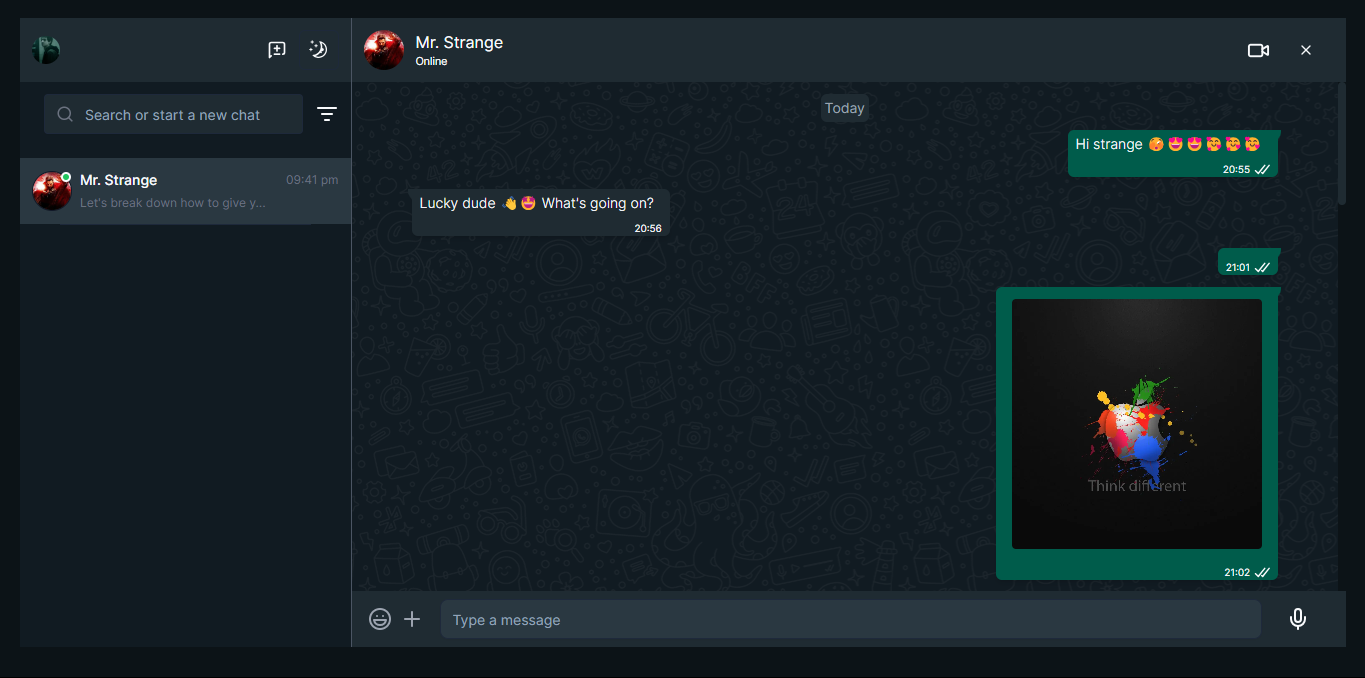 Mr. Strange
Online
Search or start a new chat
Mr. Strange
09:41 pm
Let's break down how to give y...
Today
Hi strange 🥳 😍 😍 🥰 🥰 🥰
20:55
Lucky dude 👋 🤩 What's going on?
20:56
21:01
Think different
21:02
Type a message